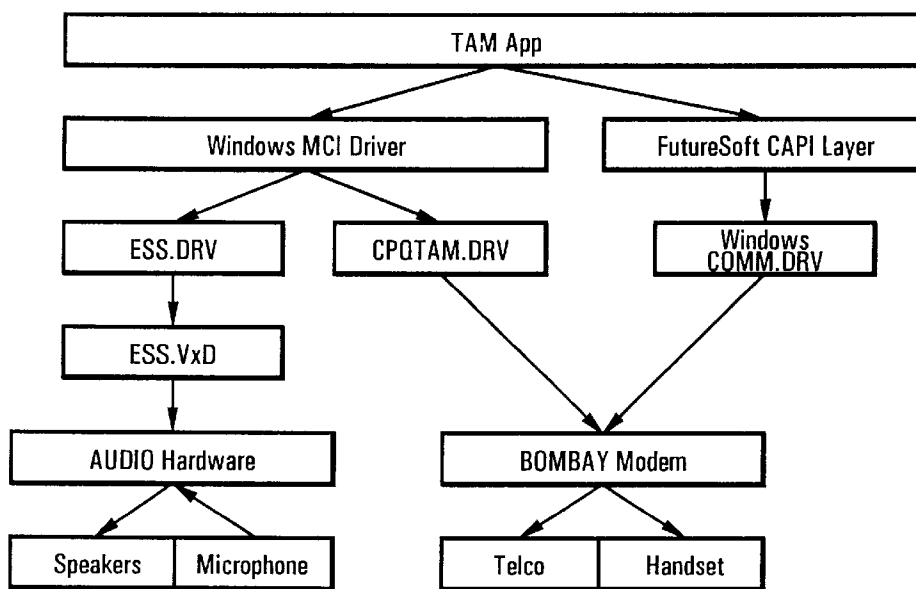 TAM App
Windows MCI Driver
FutureSoft CAPI Layer
ESS.DRV
CPQTAM.DRV
Windows
COMM.DRV
ESS.VxD
AUDIO Hardware
BOMBAY Modem
Speakers
Microphone
Telco
Handset